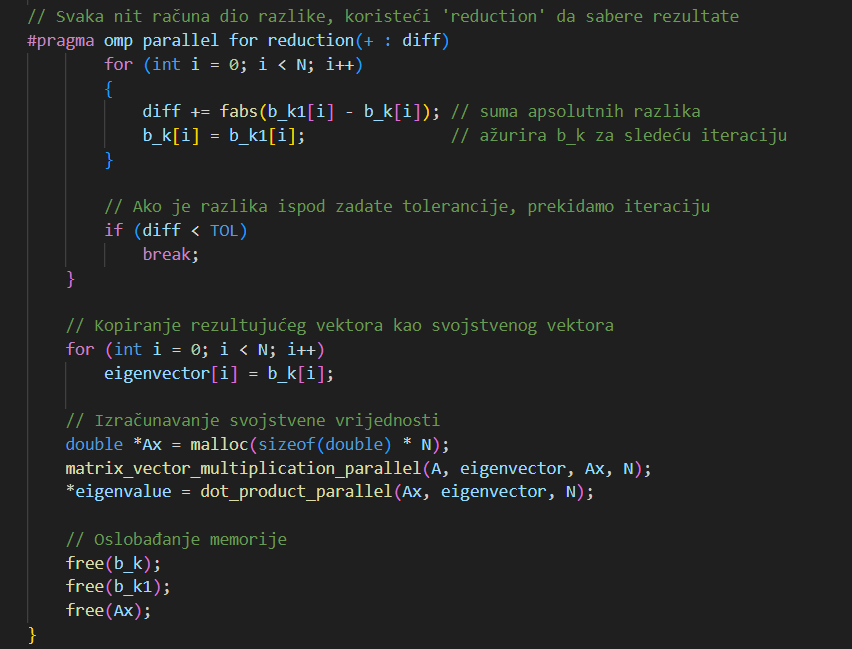 // Svaka nit računa dio razlike, koristeći 'reduction' da sabere rezultate
#pragma omp parallel for reduction(+ : diff)
for (int i = 0; i < N; i++)
{
diff += fabs(b_k1[i] - b_k[i]); // suma apsolutnih razlika
b_k[i] = b_k1[i]; // ažurira b_k za sledeću iteraciju
}
// Ako je razlika ispod zadate tolerancije, prekidamo iteraciju
if (diff < TOL)
break;
}
// Kopiranje rezultujućeg vektora kao svojstvenog vektora
for (int i = 0; i < N; i++)
eigenvector[i] = b_k[i];
// Izračunavanje svojstvene vrijednosti
double *Ax = malloc(sizeof(double) * N);
matrix_vector_multiplication_parallel(A, eigenvector, Ax, N);
*eigenvalue = dot_product_parallel(Ax, eigenvector, N);
// Oslobađanje memorije
free(b_k);
free(b_k1);
free(Ax);
}